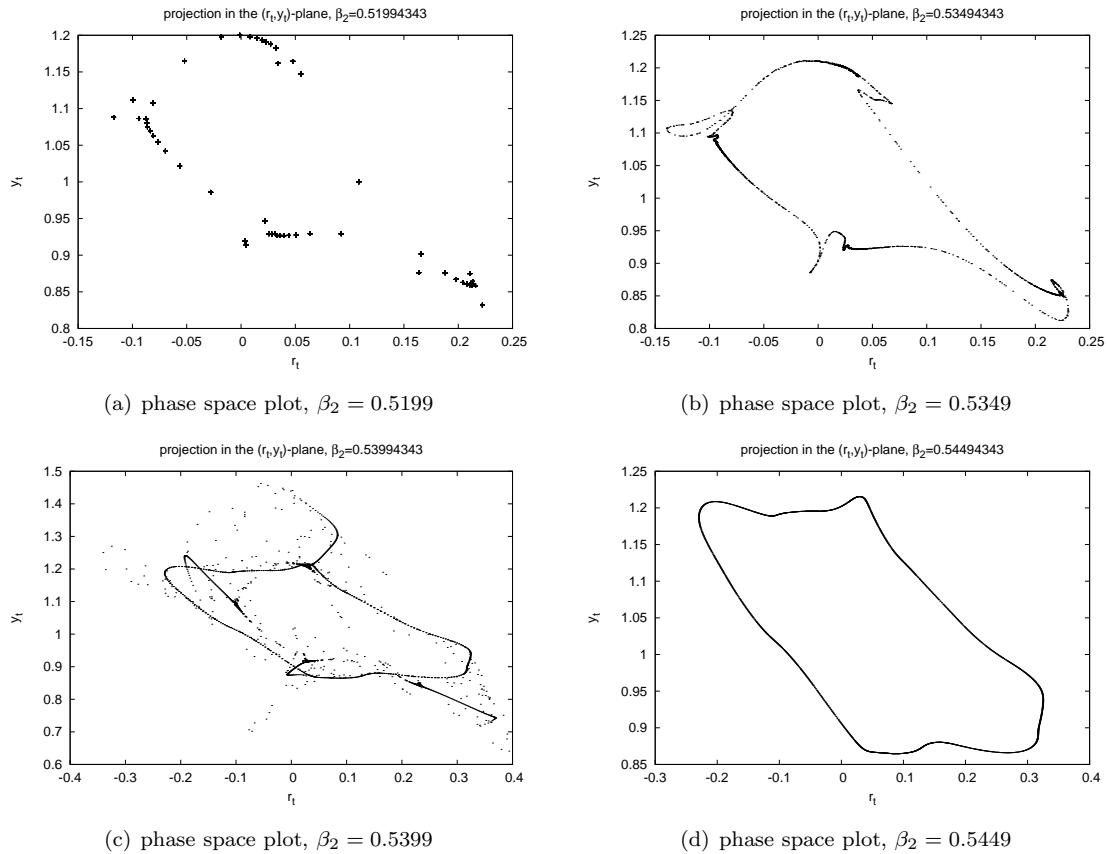 projection in the (r_t,y_t)-plane, β_2=0.51994343
1.2
1.15
1.1
1.05
1
0.95
0.9
0.85
0.8
y_t
-0.15 -0.1 -0.05 0 0.05 0.1 0.15 0.2 0.25
r_t
(a) phase space plot, β_2 = 0.5199
projection in the (r_t,y_t)-plane, β_2=0.53494343
1.25
1.2
1.15
1.1
1.05
1
0.95
0.9
0.85
0.8
y_t
-0.15 -0.1 -0.05 0 0.05 0.1 0.15 0.2 0.25
r_t
(b) phase space plot, β_2 = 0.5349
projection in the (r_t,y_t)-plane, β_2=0.53994343
1.5
1.4
1.3
1.2
1.1
1
0.9
0.8
0.7
0.6
y_t
-0.4 -0.3 -0.2 -0.1 0 0.1 0.2 0.3 0.4
r_t
(c) phase space plot, β_2 = 0.5399
projection in the (r_t,y_t)-plane, β_2=0.54494343
1.25
1.2
1.15
1.1
1.05
1
0.95
0.9
0.85
y_t
-0.3 -0.2 -0.1 0 0.1 0.2 0.3 0.4
r_t
(d) phase space plot, β_2 = 0.5449